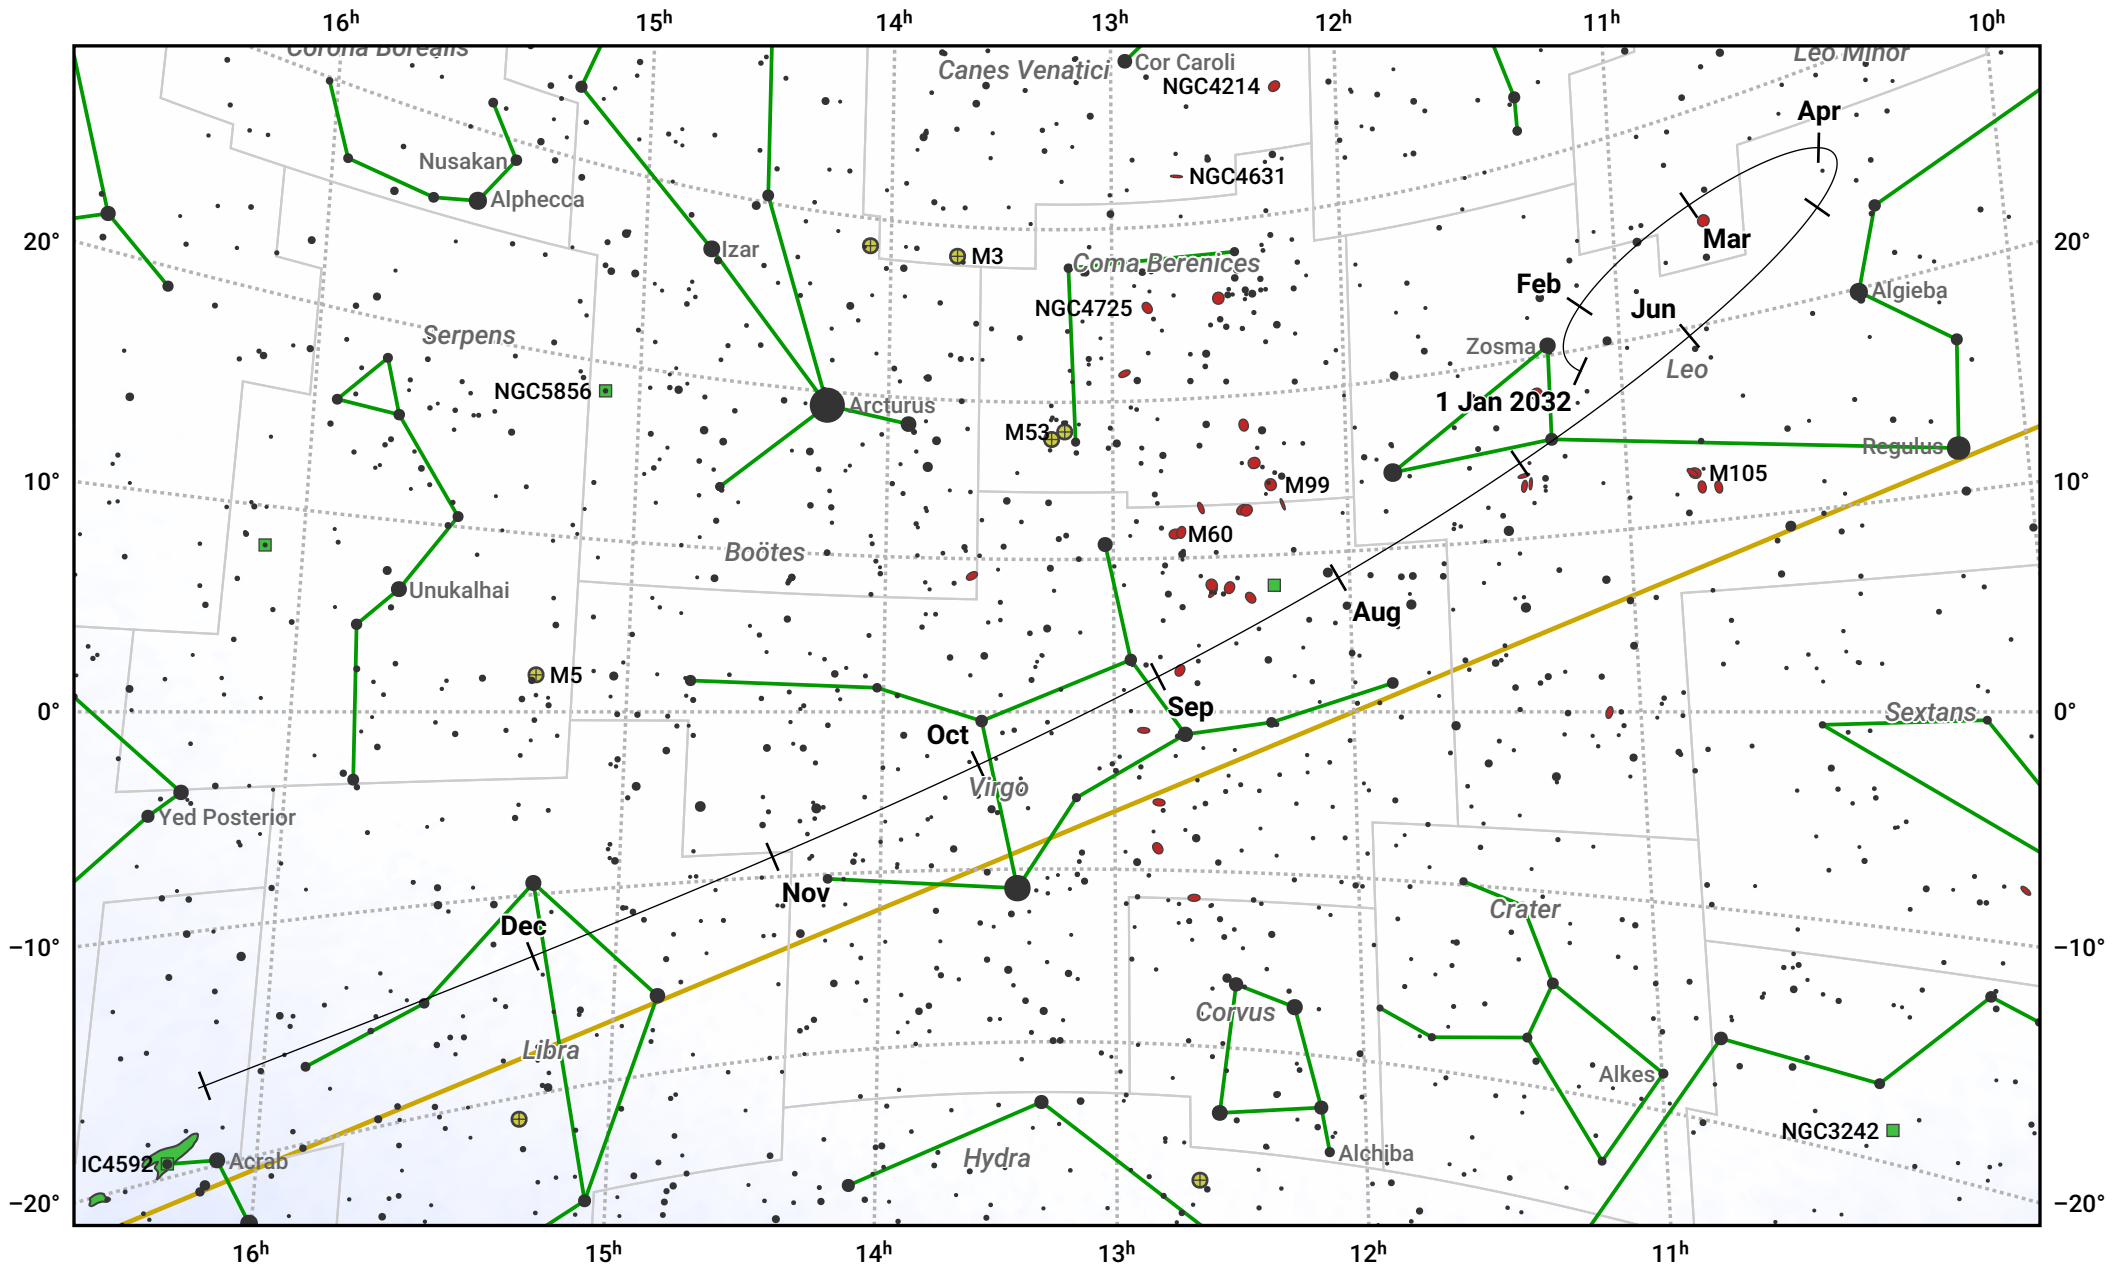 16h 15h 14h 13h 12h 11h 10h
Corona Borealis
Leo Minor
Canes Venatici
Cor Caroli
NGC4214
Apr
Nusakan
Alphecca
NGC4631
20°
Izar
M3
Mar
20°
Coma Berenices
Feb
Algieba
NGC4725
Jun
Serpens
Zosma
Leo
NGC5856
Arcturus
1 Jan 2032
M53
Regulus
10°
M99
M105
10°
M60
Boötes
Unukalhai
Aug
M5
Sep
0°
Sextans
0°
Oct
Virgo
Yed Posterior
Nov
Crater
Dec
−10°
−10°
Corvus
Libra
Alkes
NGC3242
IC4592
Acrab
Hydra
Alchiba
−20°
−20°
16h 15h 14h 13h 12h 11h